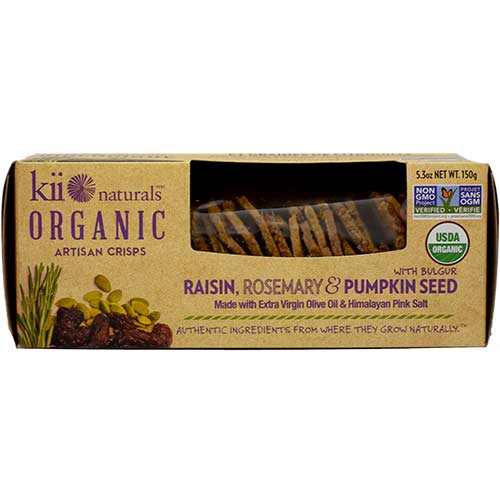 5.3oz NET WT. 150g
kii naturals™
ORGANIC
ARTISAN CRISPS
NON
GMO
Project
VERIFIED
PROJET
SANS
OGM
VÉRIFIÉ
USDA
ORGANIC
WITH BULGUR
RAISIN, ROSEMARY & PUMPKIN SEED
Made with Extra Virgin Olive Oil & Himalayan Pink Salt
AUTHENTIC INGREDIENTS FROM WHERE THEY GROW NATURALLY.™